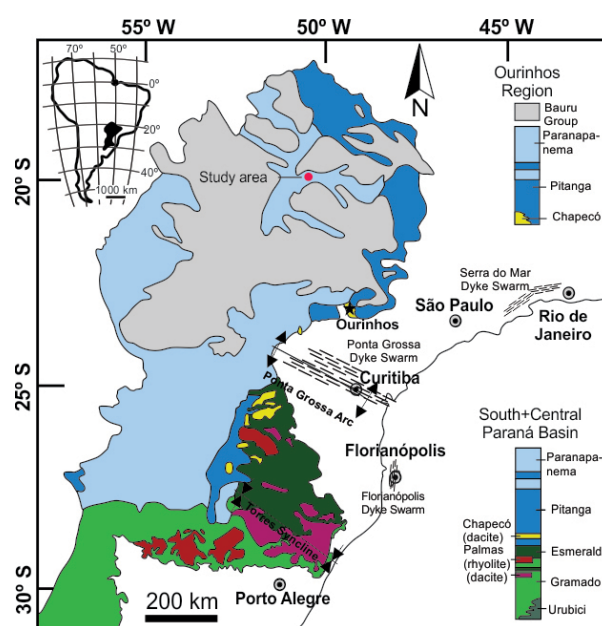 55º W
50º W
45º W
70º
50º
0º
20º
40º
1000 km
N
20º S
25º S
30º S
Study area
Ourinhos
Region
Bauru
Group
Paranapa-
nema
Pitanga
Chapecó
Serra do Mar
Dyke Swarm
São Paulo
Rio de
Janeiro
Ourinhos
Ponta Grossa
Dyke Swarm
Curitiba
Ponta Grossa Arc
Florianópolis
Florianópolis
Dyke Swarm
Torres Syncline
Porto Alegre
200 km
South+Central
Paraná Basin
Paranapa-
nema
Pitanga
Chapecó
(dacite)
Palmas
(rhyolite)
(dacite)
Esmerald
Gramado
Urubici